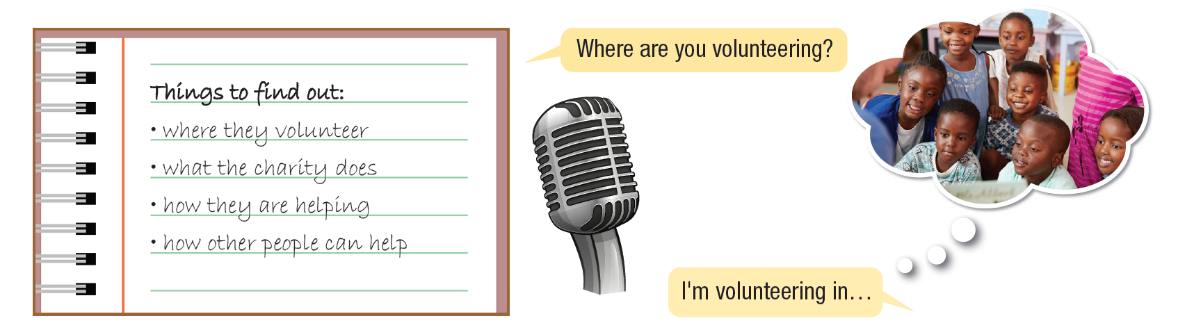 Things to find out:
• where they volunteer
• what the charity does
• how they are helping
• how other people can help
Where are you volunteering?
I'm volunteering in…